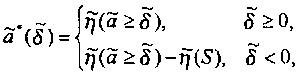 ã*(δ̃) = { η̃(ã ≥ δ̃), δ̃ ≥ 0,
η̃(ã ≥ δ̃) − η̃(S), δ̃ < 0,